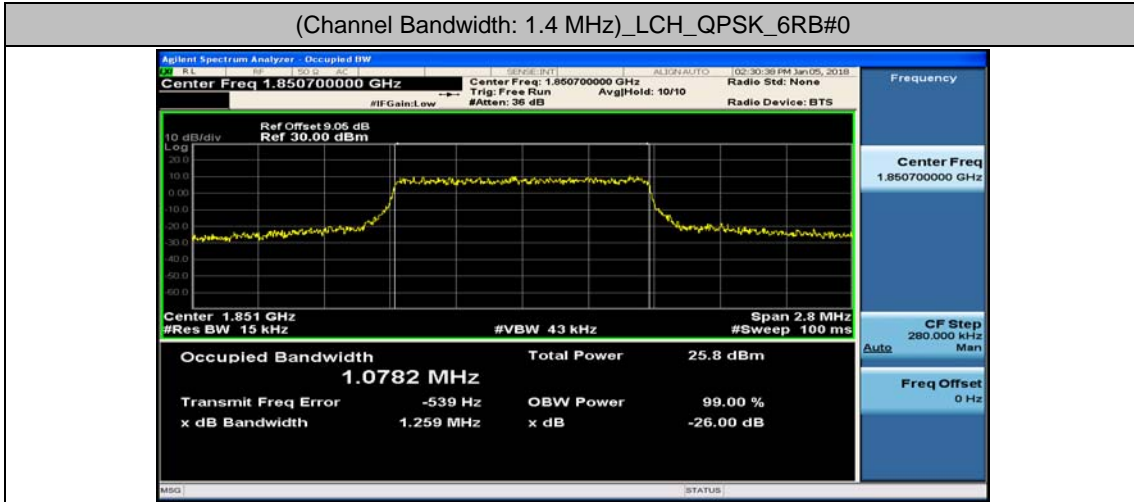 (Channel Bandwidth: 1.4 MHz)_LCH_QPSK_6RB#0
Agilent Spectrum Analyzer - Occupied BW
RL RF 50 Ω AC SENSE:INT ALIGN AUTO 02:30:38 PM Jan 05, 2018
Center Freq 1.850700000 GHz
Center Freq: 1.850700000 GHz Radio Std: None
Trig: Free Run Avg|Hold: 10/10
#IFGain:Low #Atten: 36 dB Radio Device: BTS
Frequency
Ref Offset 9.05 dB
10 dB/div Ref 30.00 dBm
Log
20.0
10.0
0.00
-10.0
-20.0
-30.0
-40.0
-50.0
-60.0
Center Freq
1.850700000 GHz
Center 1.851 GHz Span 2.8 MHz
#Res BW 15 kHz #VBW 43 kHz #Sweep 100 ms
CF Step
280.000 kHz
Auto Man
Occupied Bandwidth Total Power 25.8 dBm
1.0782 MHz
Freq Offset
0 Hz
Transmit Freq Error -539 Hz OBW Power 99.00 %
x dB Bandwidth 1.259 MHz x dB -26.00 dB
MSG STATUS